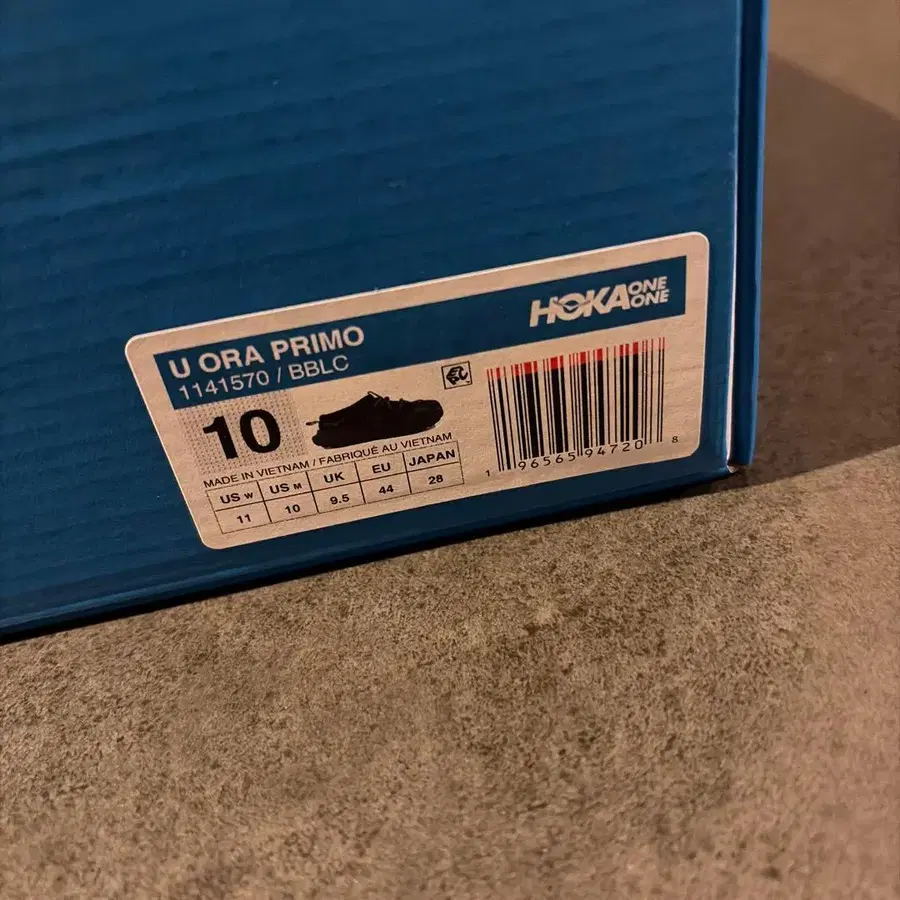 HOKA ONE ONE
U ORA PRIMO
1141570 / BBLC
10
MADE IN VIETNAM / FABRIQUÉ AU VIETNAM
US W US M UK EU JAPAN
11 10 9.5 44 28
1 96565 94720 8